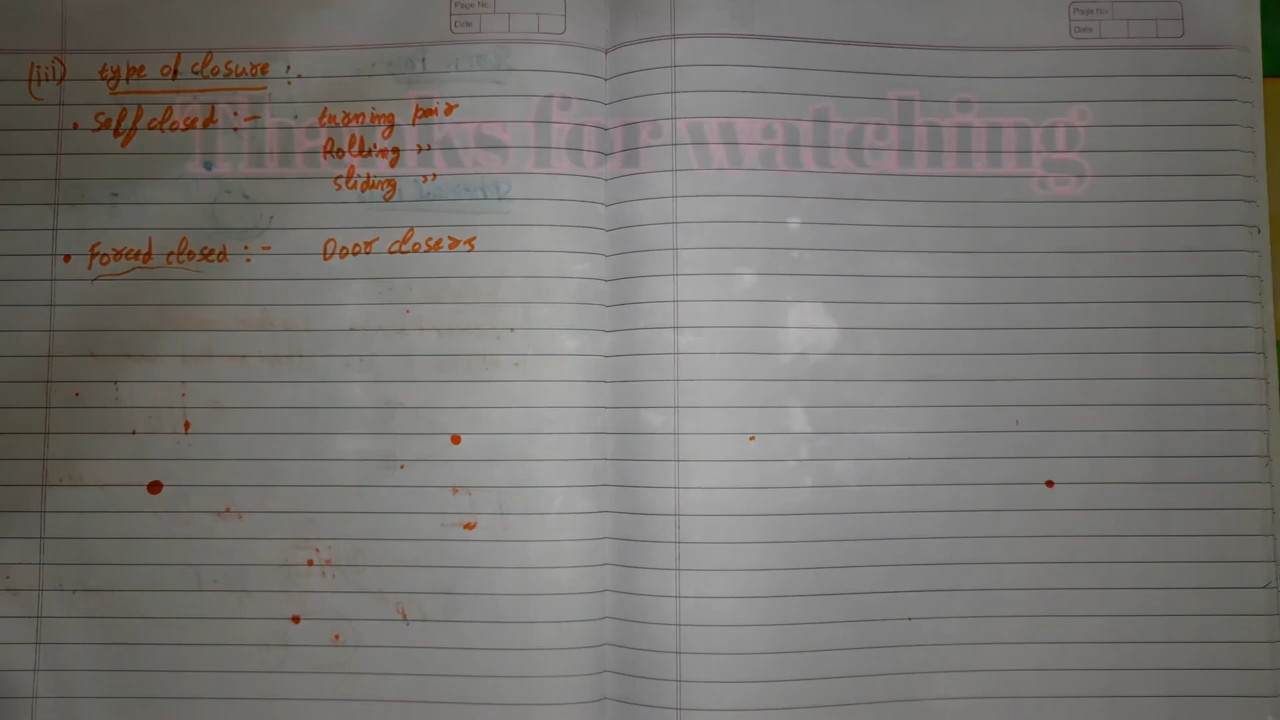 Page No.
Date
Page No
Date
(iii) type of closure :.
• Self closed :- turning pair
Rolling ''
sliding ''
• Forced closed :- Door closers
Thanks for watching